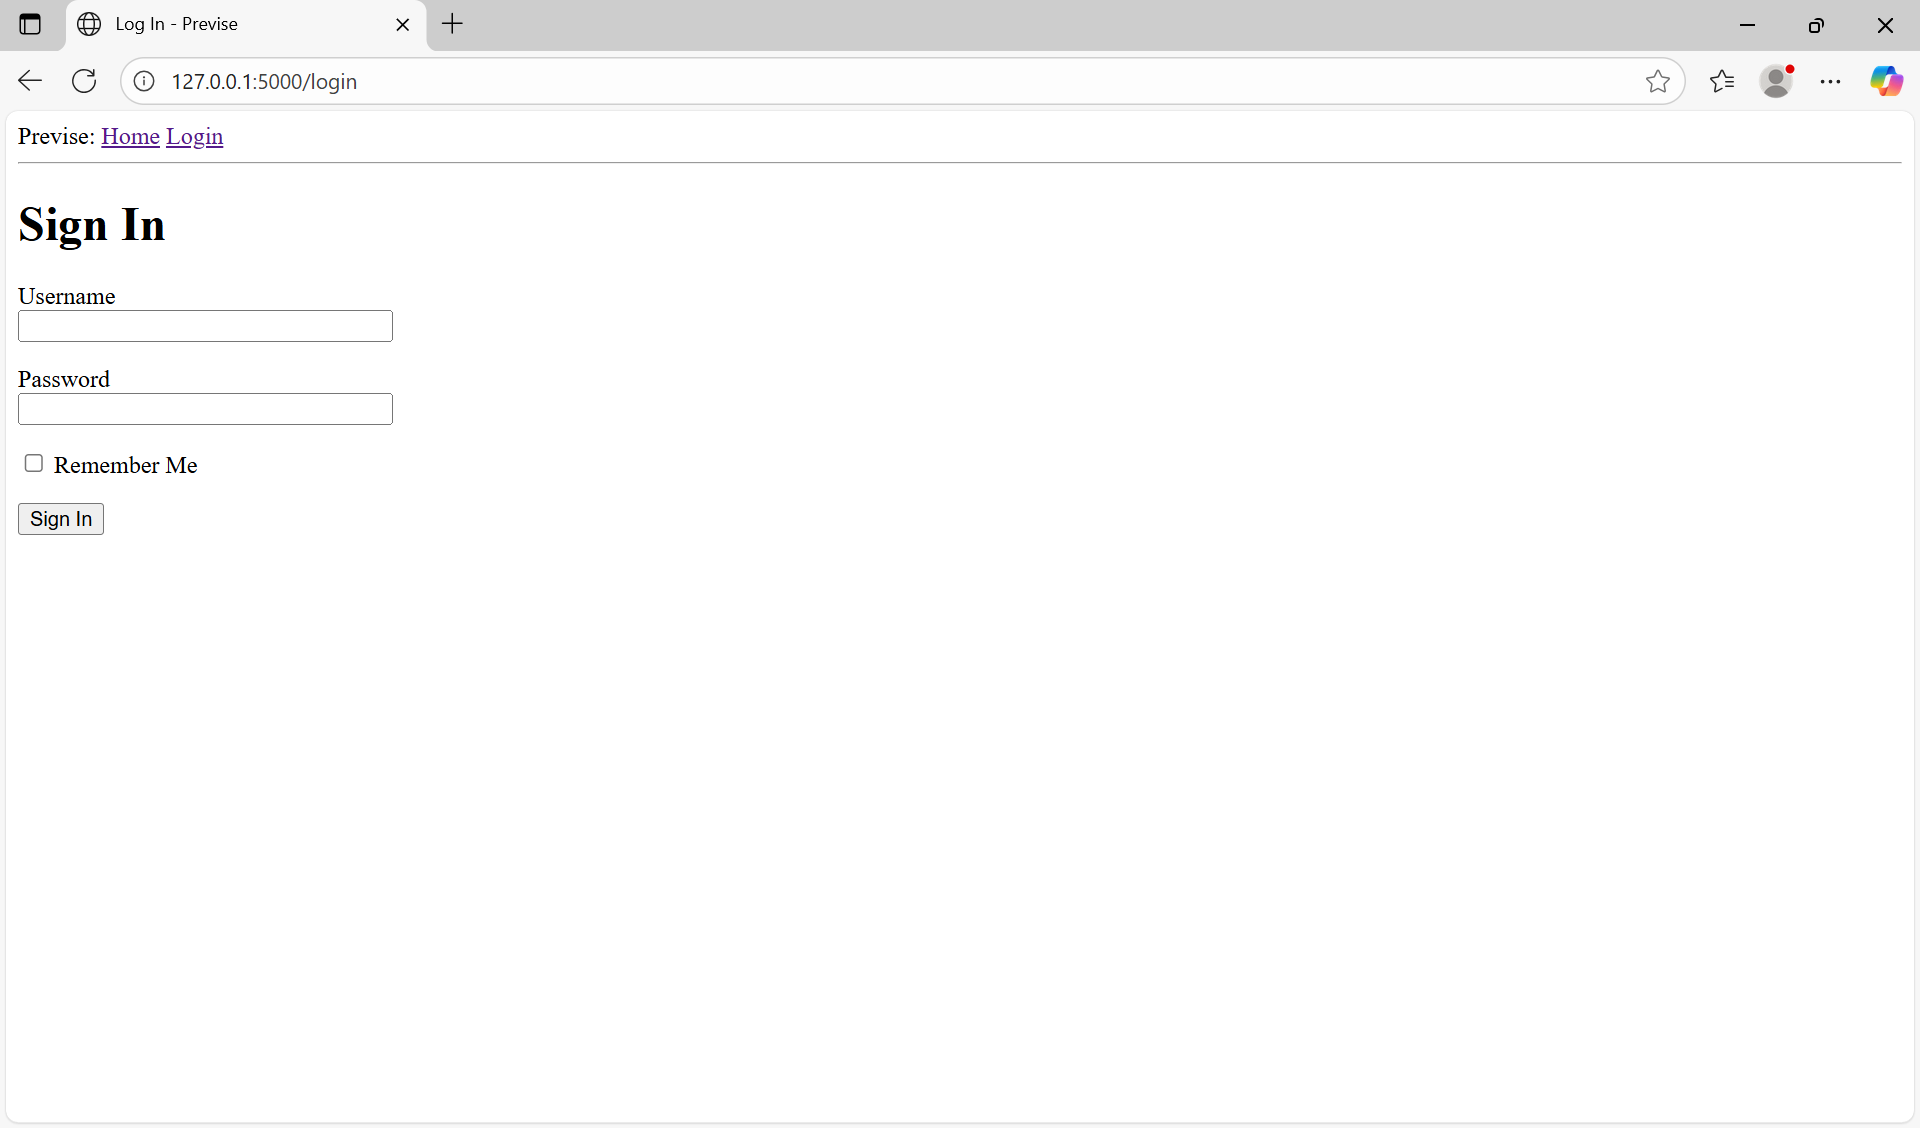 Log In - Previse
127.0.0.1:5000/login
Previse: Home Login
Sign In
Username
Password
Remember Me
Sign In